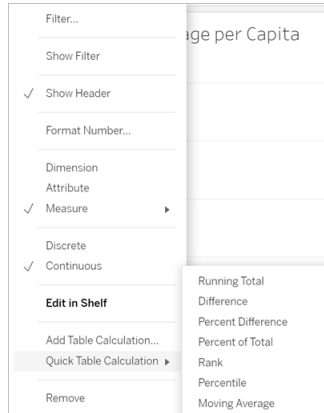 Filter...
age per Capita
Show Filter
Show Header
Format Number...
Dimension
Attribute
Measure
Discrete
Continuous
Edit in Shelf
Add Table Calculation...
Quick Table Calculation
Remove
Running Total
Difference
Percent Difference
Percent of Total
Rank
Percentile
Moving Average